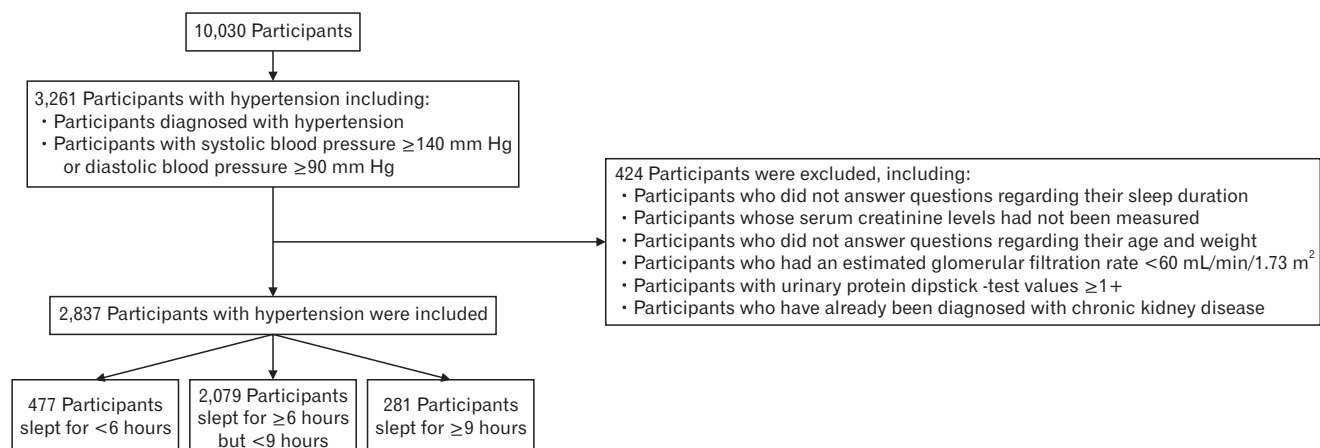 10,030 Participants
3,261 Participants with hypertension including:
・Participants diagnosed with hypertension
・Participants with systolic blood pressure ≥140 mm Hg
or diastolic blood pressure ≥90 mm Hg
424 Participants were excluded, including:
・Participants who did not answer questions regarding their sleep duration
・Participants whose serum creatinine levels had not been measured
・Participants who did not answer questions regarding their age and weight
・Participants who had an estimated glomerular filtration rate <60 mL/min/1.73 m²
・Participants with urinary protein dipstick -test values ≥1+
・Participants who have already been diagnosed with chronic kidney disease
2,837 Participants with hypertension were included
477 Participants
slept for <6 hours
2,079 Participants
slept for ≥6 hours
but <9 hours
281 Participants
slept for ≥9 hours